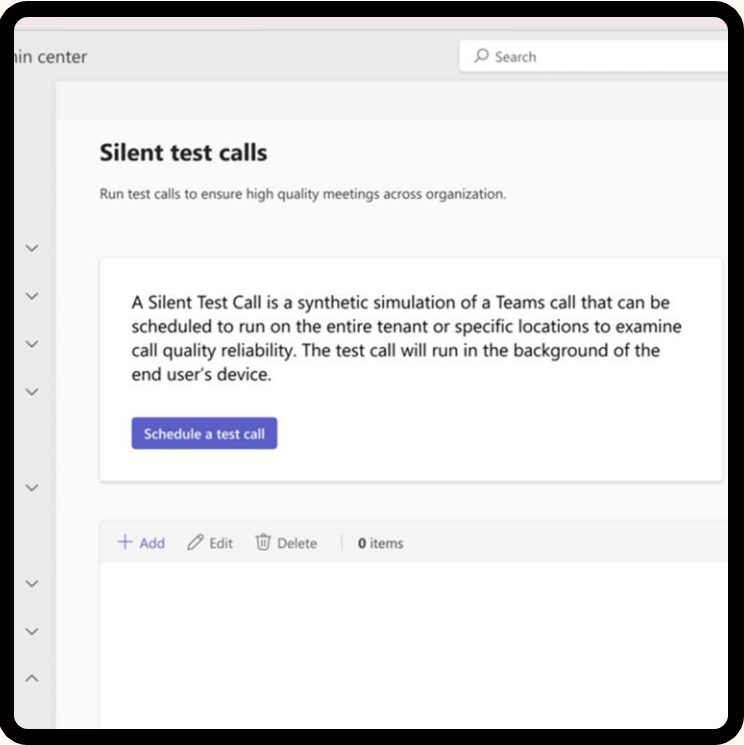 center
Search
Silent test calls
Run test calls to ensure high quality meetings across organization.
A Silent Test Call is a synthetic simulation of a Teams call that can be
scheduled to run on the entire tenant or specific locations to examine
call quality reliability. The test call will run in the background of the
end user's device.
Schedule a test call
Add Edit Delete 0 items